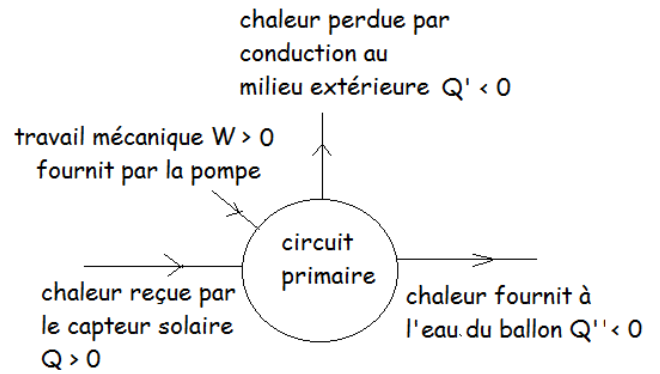 chaleur perdue par
conduction au
milieu extérieure Q' < 0
travail mécanique W > 0
fournit par la pompe
circuit
primaire
chaleur reçue par
le capteur solaire
Q > 0
chaleur fournit à
l'eau du ballon Q'' < 0